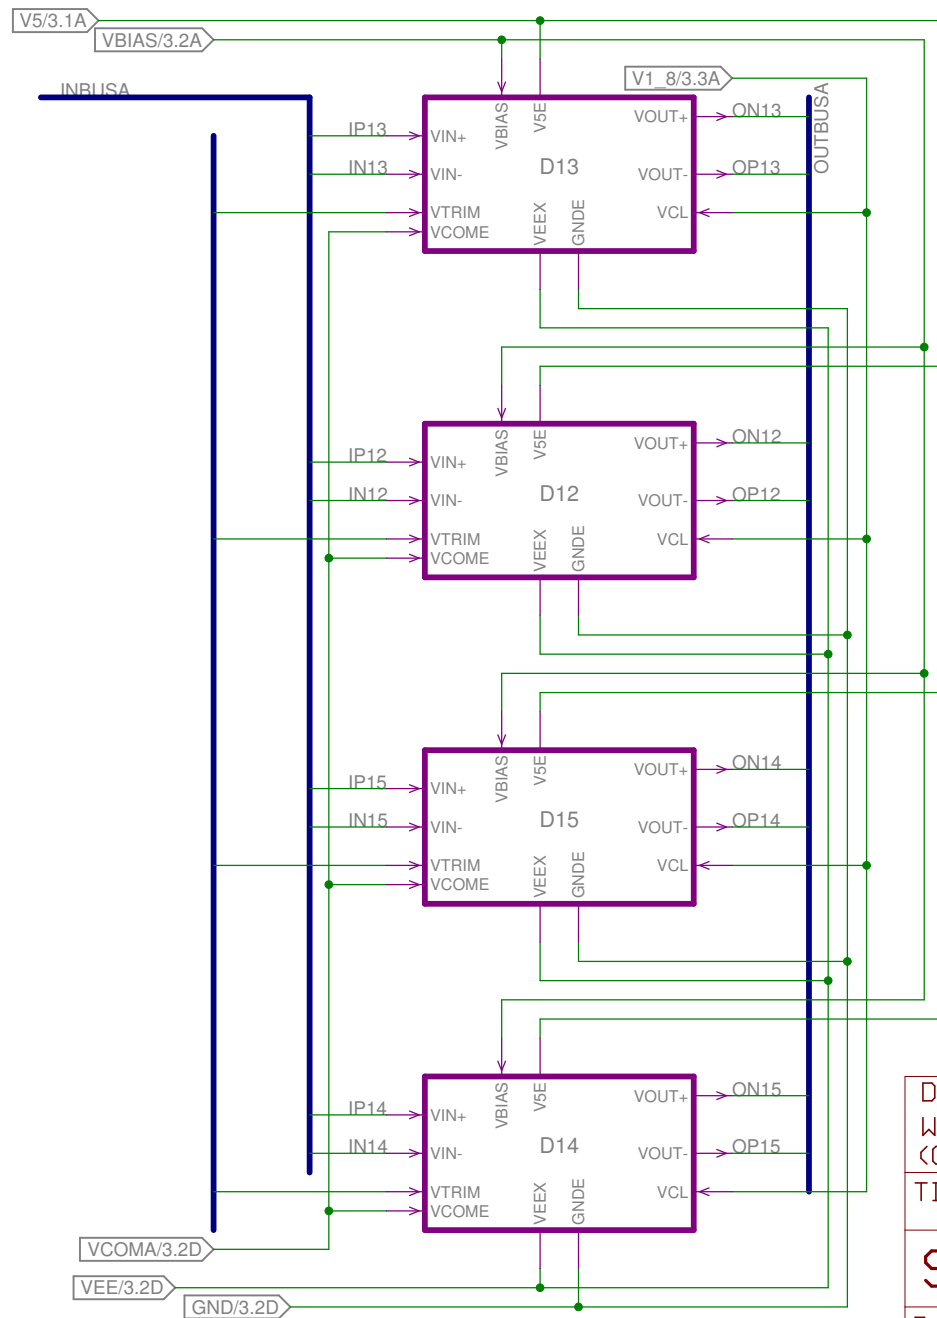 V5/3.1A
VBIAS/3.2A
INBUSA
V1_8/3.3A
OUTBUSA
VBIAS
V5E
VOUT+
ON13
IP13
VIN+
D13
IN13
VIN-
VOUT-
OP13
VTRIM
VCOME
VEEX
GNDE
VCL
VBIAS
V5E
VOUT+
ON12
IP12
VIN+
D12
IN12
VIN-
VOUT-
OP12
VTRIM
VCOME
VEEX
GNDE
VCL
VBIAS
V5E
VOUT+
ON14
IP15
VIN+
D15
IN15
VIN-
VOUT-
OP14
VTRIM
VCOME
VEEX
GNDE
VCL
VBIAS
V5E
VOUT+
ON15
IP14
VIN+
D14
IN14
VIN-
VOUT-
OP15
VTRIM
VCOME
VEEX
GNDE
VCL
VCOMA/3.2D
VEE/3.2D
GND/3.2D